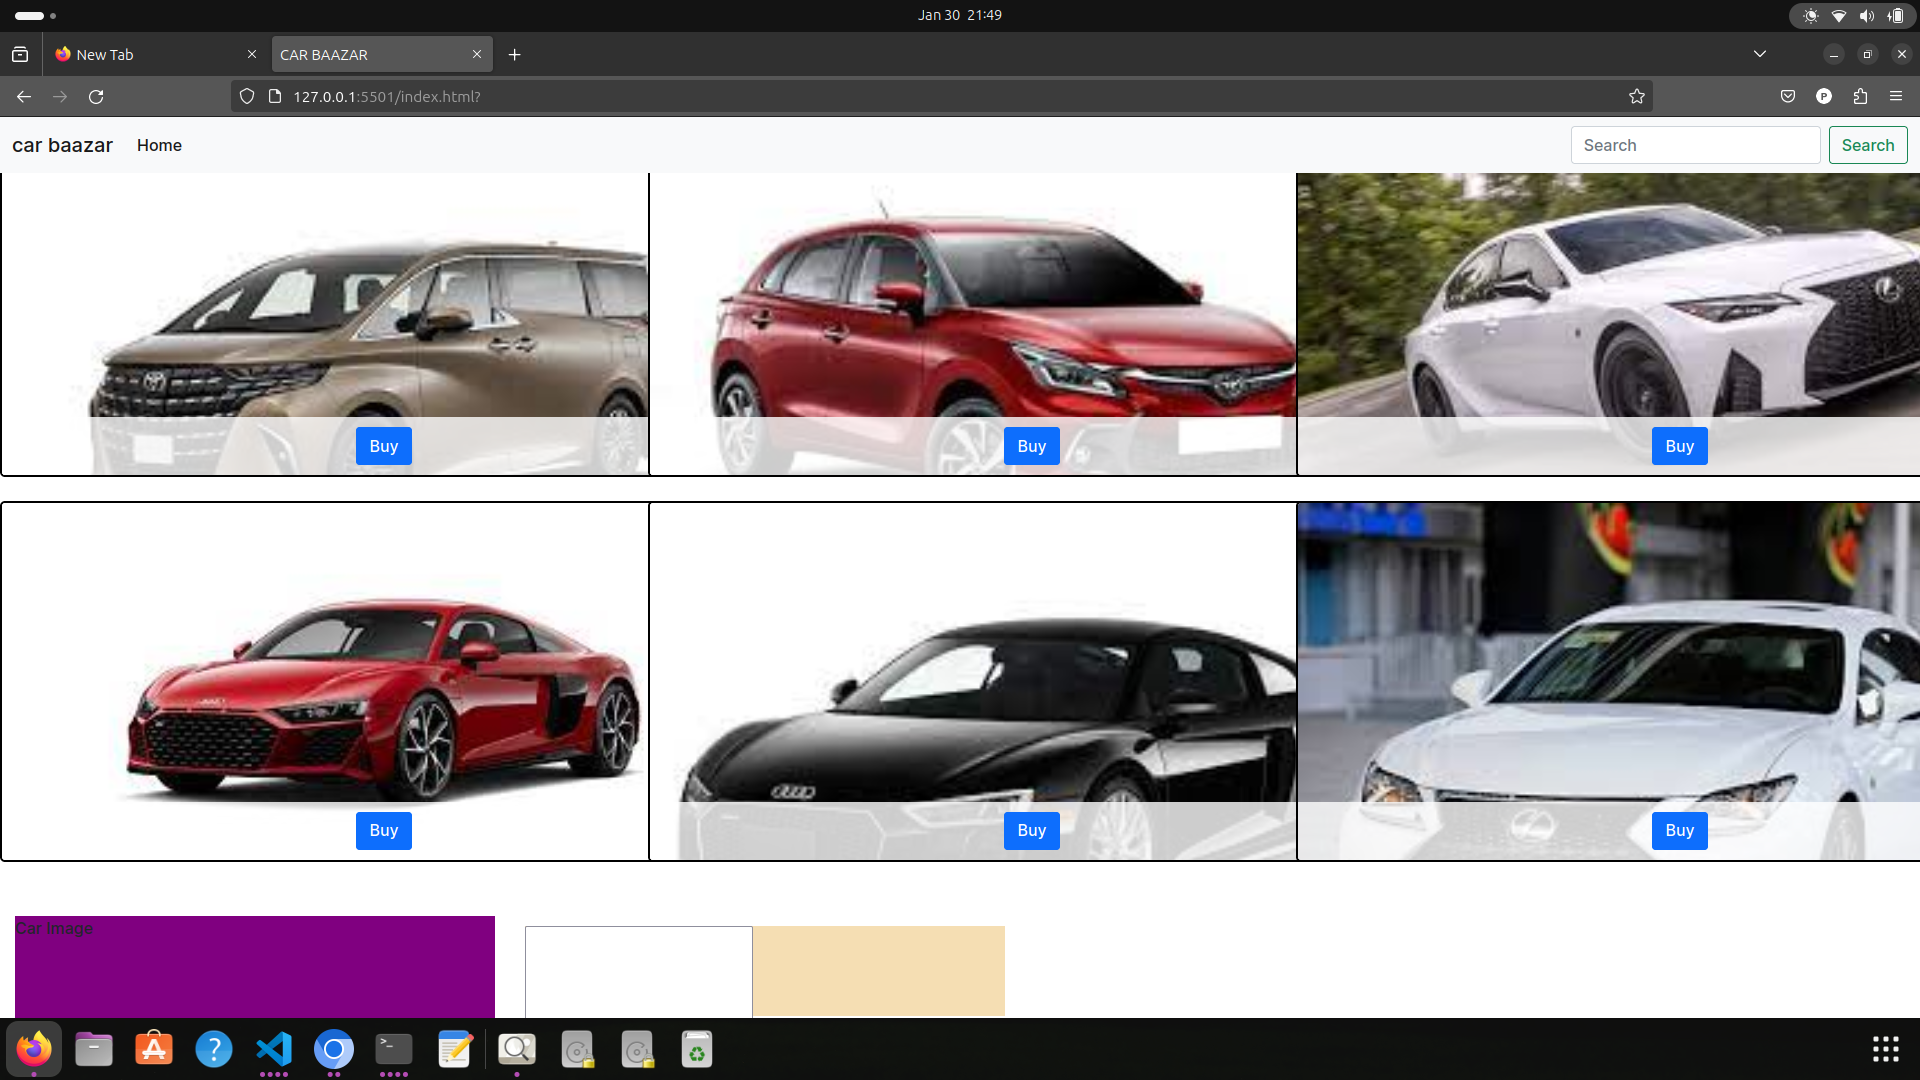 Jan 30 21:49
New Tab
CAR BAAZAR
127.0.0.1:5501/index.html?
P
car baazar
Home
Search
Search
Buy
Buy
Buy
Buy
Buy
Buy
Car Image